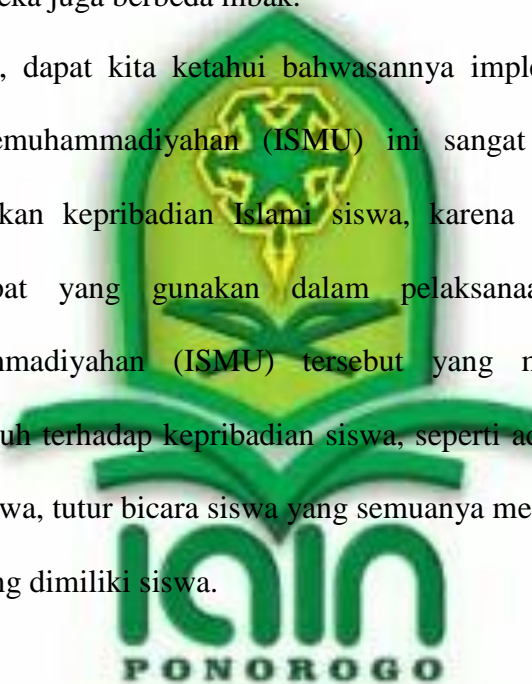 eka juga berbeda mbak.
, dapat kita ketahui bahwasannya imple
emuhammadiyahan (ISMU) ini sangat
kan kepribadian Islami siswa, karena
pat yang gunakan dalam pelaksanaa
mmadiyahan (ISMU) tersebut yang m
uh terhadap kepribadian siswa, seperti ad
wa, tutur bicara siswa yang semuanya me
ng dimiliki siswa.
iain
PONOROGO